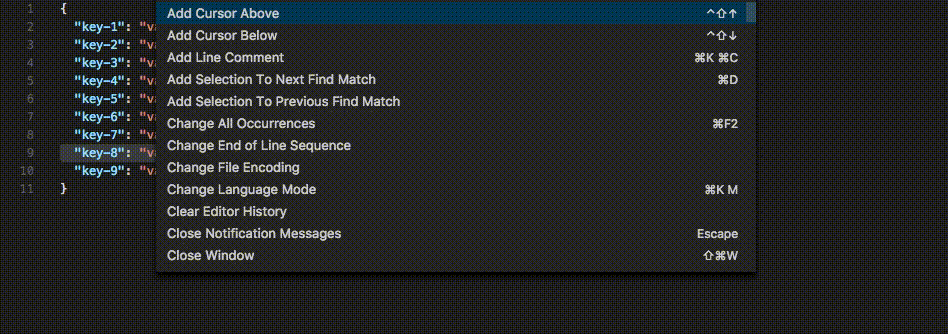 1 {
2 "key-1": "v
3 "key-2": "v
4 "key-3": "v
5 "key-4": "v
6 "key-5": "v
7 "key-6": "v
8 "key-7": "v
9 "key-8": "v
10 "key-9": "v
11 }
Add Cursor Above ⌃⇧↑
Add Cursor Below ⌃⇧↓
Add Line Comment ⌘K ⌘C
Add Selection To Next Find Match ⌘D
Add Selection To Previous Find Match
Change All Occurrences ⌘F2
Change End of Line Sequence
Change File Encoding
Change Language Mode ⌘K M
Clear Editor History
Close Notification Messages Escape
Close Window ⇧⌘W